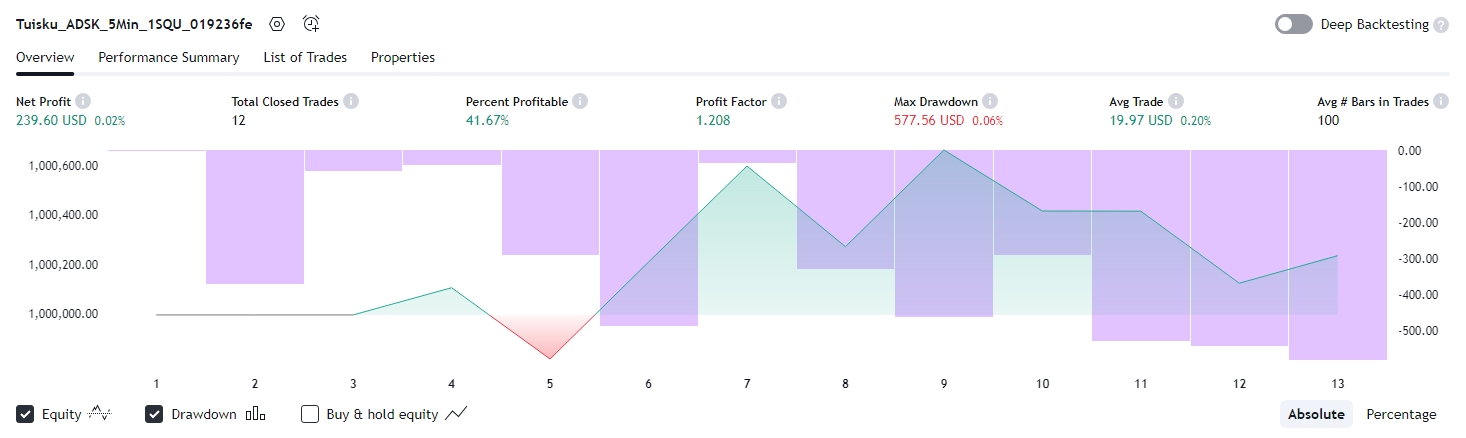 Tuisku_ADSK_5Min_1SQU_019236fe Deep Backtesting ?
Overview Performance Summary List of Trades Properties
Net Profit Total Closed Trades Percent Profitable Profit Factor Max Drawdown Avg Trade Avg # Bars in Trades
239.60 USD 0.02% 12 41.67% 1.208 577.56 USD 0.06% 19.97 USD 0.20% 100
1,000,600.00
1,000,400.00
1,000,200.00
1,000,000.00
0.00
-100.00
-200.00
-300.00
-400.00
-500.00
1 2 3 4 5 6 7 8 9 10 11 12 13
Equity Drawdown Buy & hold equity Absolute Percentage